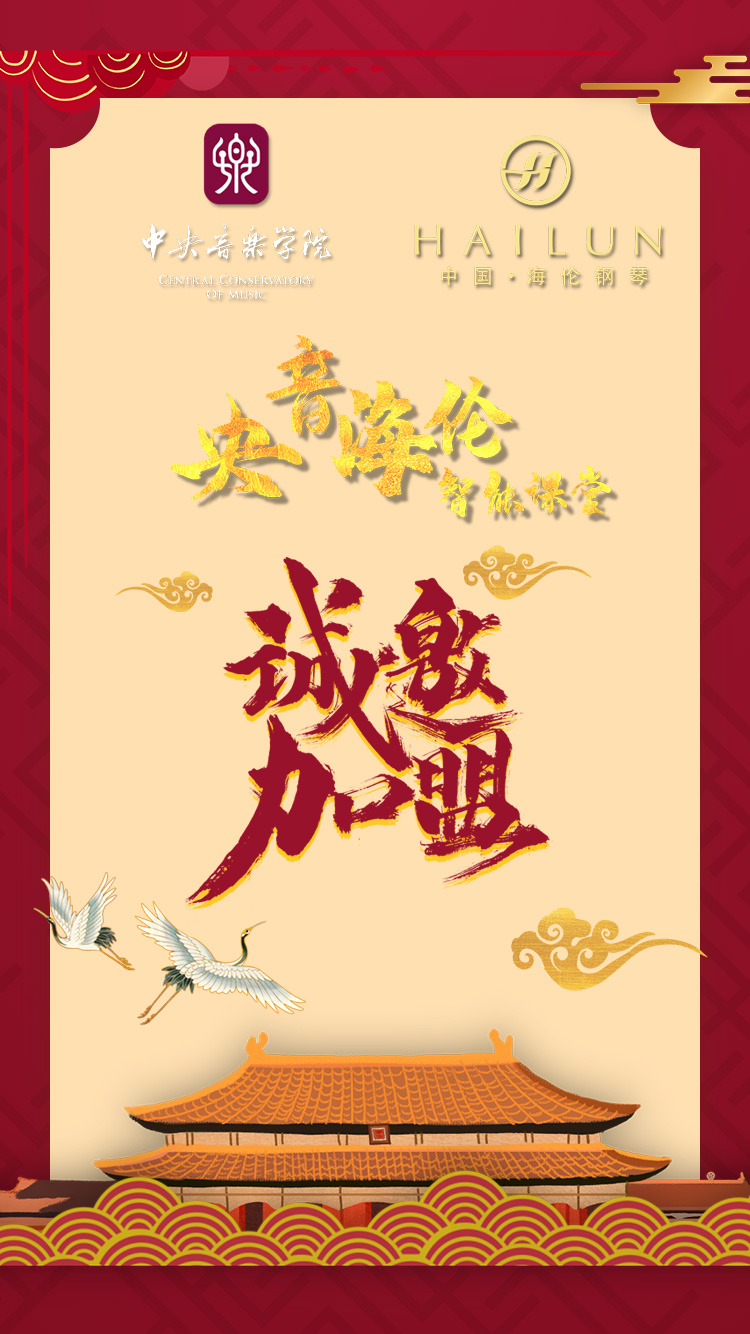 中央音乐学院
CENTRAL CONSERVATORY
OF MUSIC
HAILUN
中国·海伦钢琴
央音海伦
智能课堂
诚邀
加盟